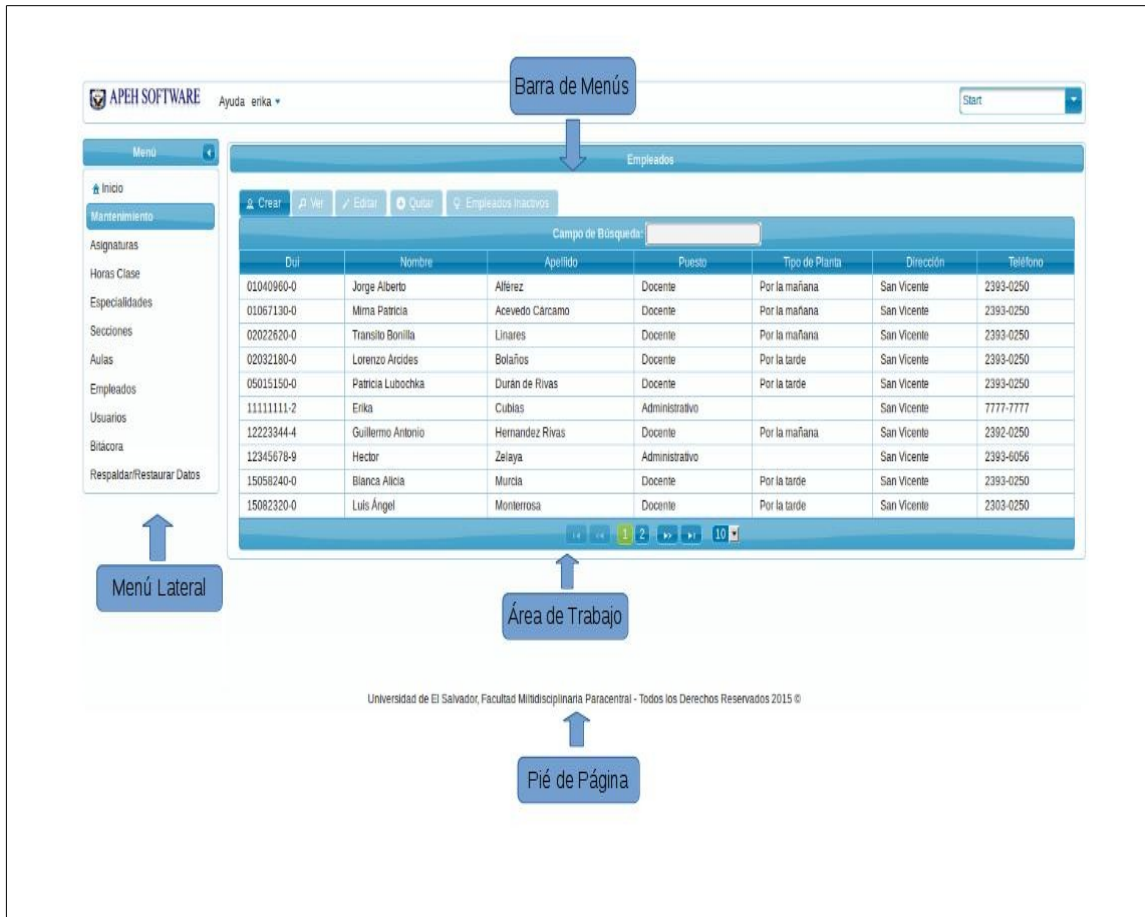 Barra de Menús
APEH SOFTWARE Ayuda erika Start
Menú
Inicio
Mantenimiento
Asignaturas
Horas Clase
Especialidades
Secciones
Aulas
Empleados
Usuarios
Bitácora
Respaldar/Restaurar Datos
Menú Lateral
Empleados
Crear Ver Editar Quitar Empleados Inactivos
Campo de Búsqueda:
Dui Nombre Apellido Puesto Tipo de Planta Dirección Teléfono
01040960-0 Jorge Alberto Alférez Docente Por la mañana San Vicente 2393-0250
01067130-0 Mirna Patricia Acevedo Cárcamo Docente Por la mañana San Vicente 2393-0250
02022620-0 Transito Bonilla Linares Docente Por la mañana San Vicente 2393-0250
02032180-0 Lorenzo Arcides Bolaños Docente Por la tarde San Vicente 2393-0250
05015150-0 Patricia Lubochka Durán de Rivas Docente Por la tarde San Vicente 2393-0250
11111111-2 Erika Cubias Administrativo San Vicente 7777-7777
12223344-4 Guillermo Antonio Hernandez Rivas Docente Por la mañana San Vicente 2392-0250
12345678-9 Hector Zelaya Administrativo San Vicente 2393-6056
15058240-0 Blanca Alicia Murcia Docente Por la tarde San Vicente 2393-0250
15082320-0 Luis Ángel Monterrosa Docente Por la tarde San Vicente 2303-0250
1 2 10
Área de Trabajo
Universidad de El Salvador, Facultad Miltidisciplinaria Paracentral - Todos los Derechos Reservados 2015 ©
Pié de Página